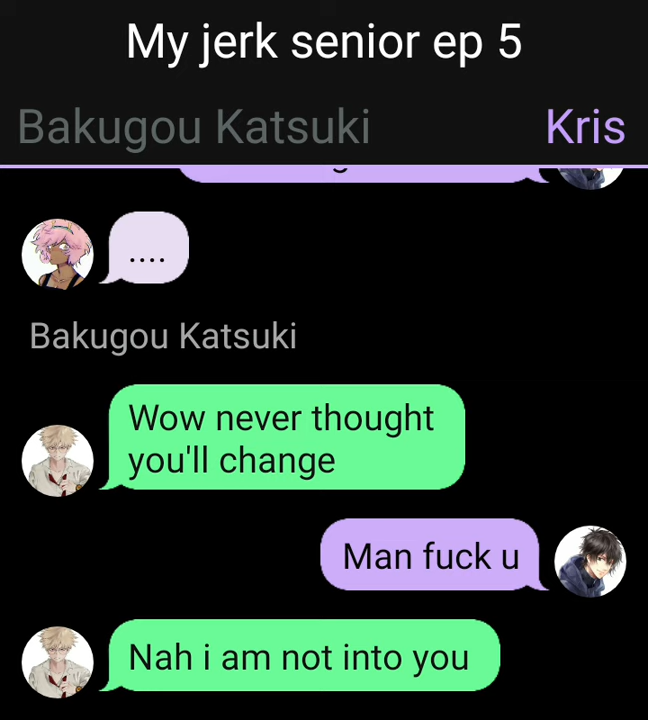 My jerk senior ep 5
Bakugou Katsuki Kris
....
Bakugou Katsuki
Wow never thought
you'll change
Man fuck u
Nah i am not into you